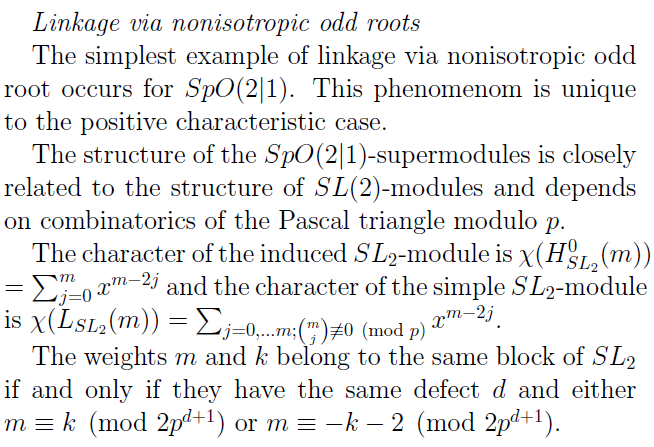 Linkage via nonisotropic odd roots
The simplest example of linkage via nonisotropic odd
root occurs for $SpO(2|1)$. This phenomenom is unique
to the positive characteristic case.
The structure of the $SpO(2|1)$-supermodules is closely
related to the structure of $SL(2)$-modules and depends
on combinatorics of the Pascal triangle modulo $p$.
The character of the induced $SL_2$-module is $\chi(H^0_{SL_2}(m))$
$= \sum_{j=0}^{m} x^{m-2j}$ and the character of the simple $SL_2$-module
is $\chi(L_{SL_2}(m)) = \sum_{j=0,\ldots m; \binom{m}{j} \not\equiv 0 \pmod p} x^{m-2j}$.
The weights $m$ and $k$ belong to the same block of $SL_2$
if and only if they have the same defect $d$ and either
$m \equiv k \pmod{2p^{d+1}}$ or $m \equiv -k - 2 \pmod{2p^{d+1}}$.